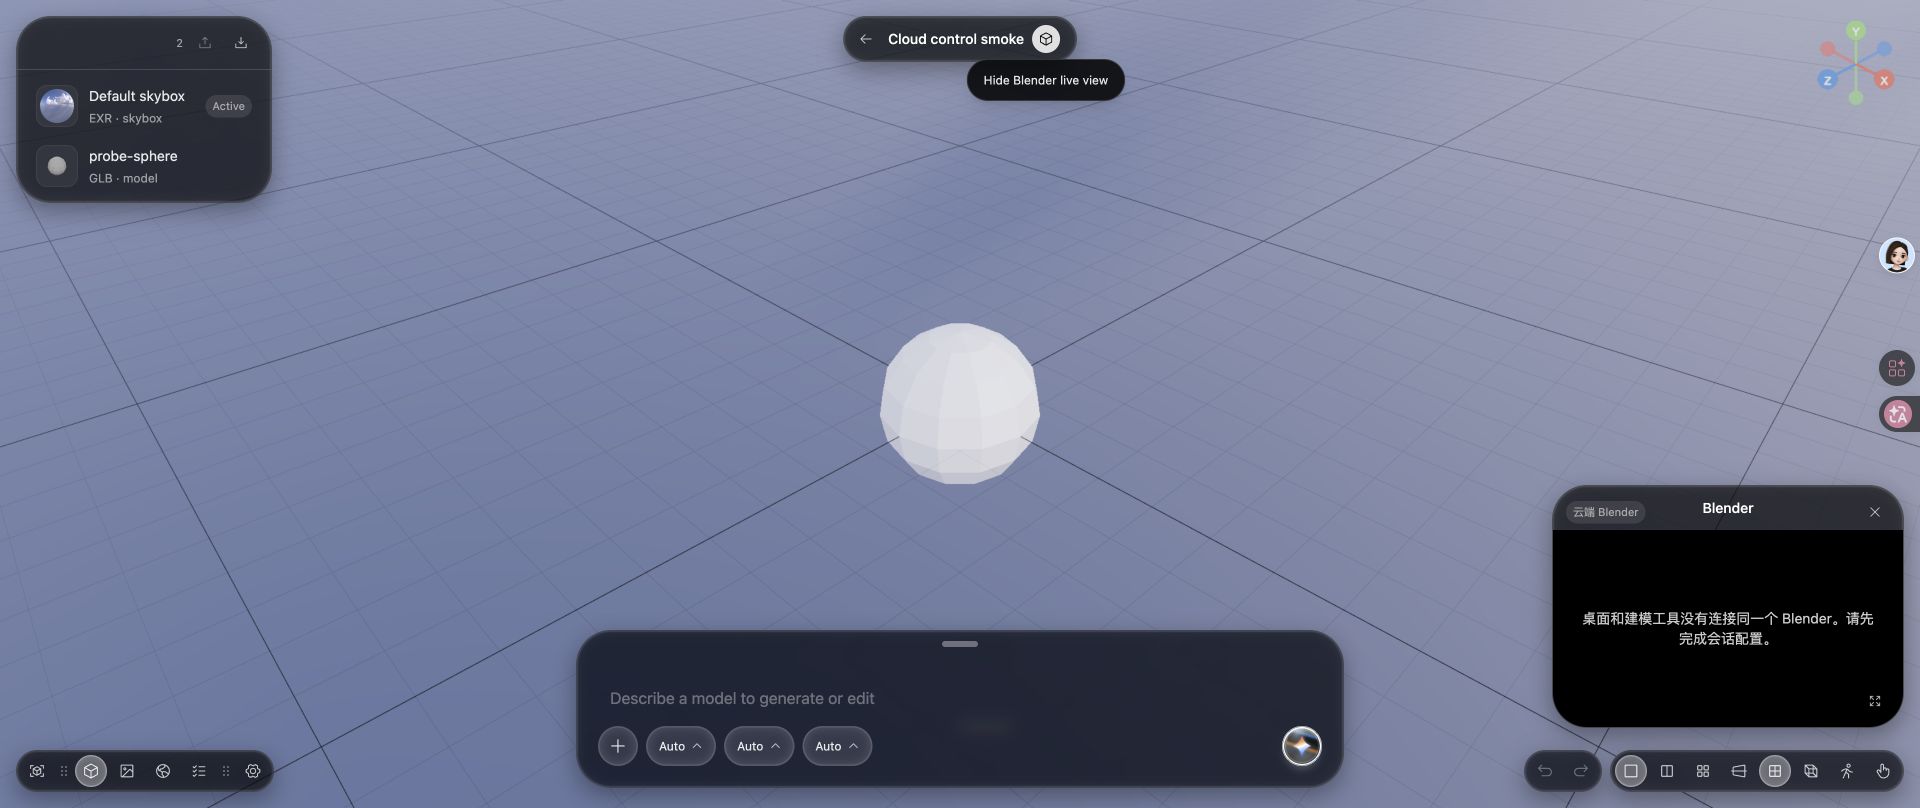 2
Default skybox
EXR · skybox
Active
probe-sphere
GLB · model
Cloud control smoke
Hide Blender live view
Y
Z
X
云端 Blender
Blender
桌面和建模工具没有连接同一个 Blender。请先
完成会话配置。
Describe a model to generate or edit
Auto
Auto
Auto
A